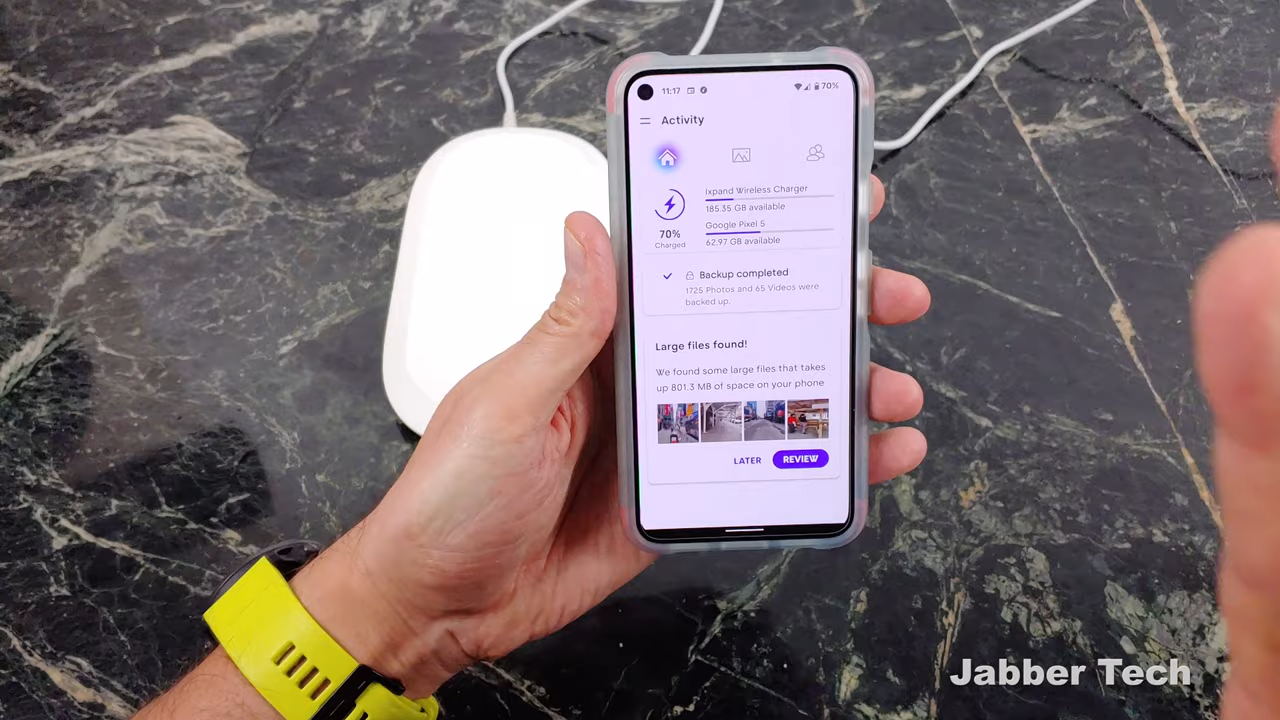 11:17
70%
Activity
Ixpand Wireless Charger
185.35 GB available
Google Pixel 5
62.97 GB available
70%
Charged
Backup completed
1725 Photos and 65 Videos were
backed up.
Large files found!
We found some large files that takes
up 801.3 MB of space on your phone
LATER
REVIEW
Jabber Tech